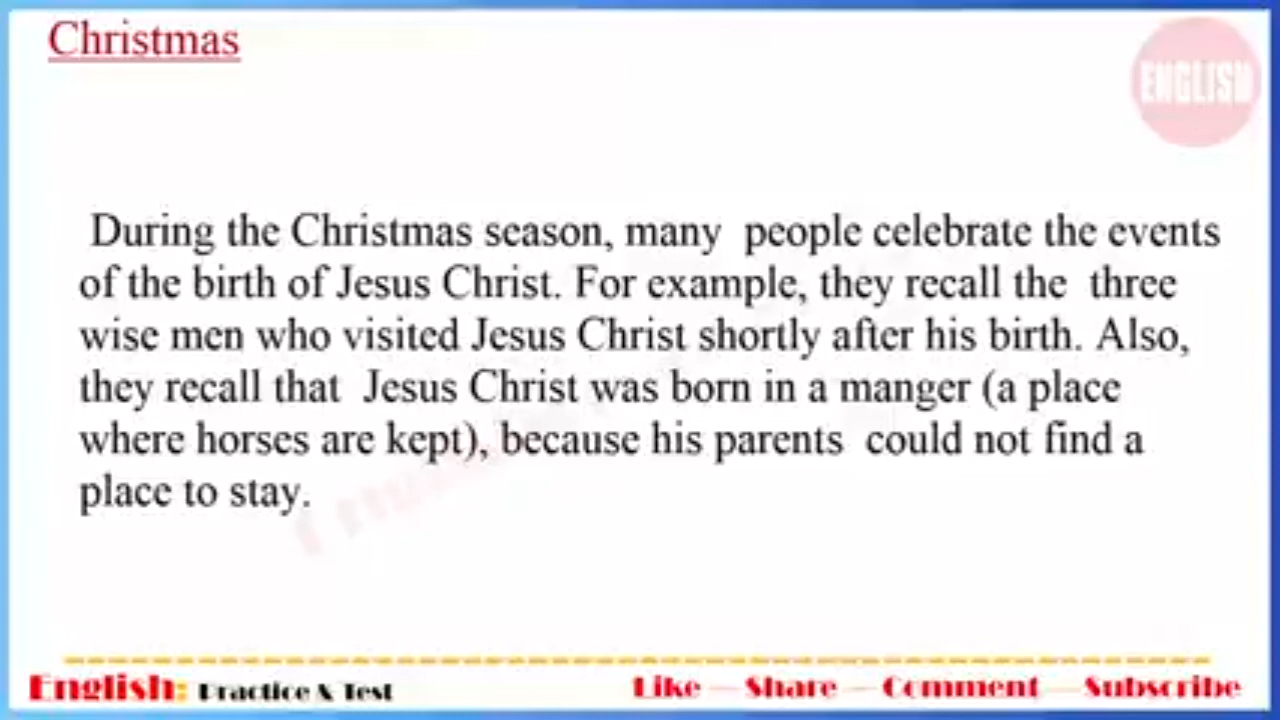 Christmas
ENGLISH
During the Christmas season, many people celebrate the events
of the birth of Jesus Christ. For example, they recall the three
wise men who visited Jesus Christ shortly after his birth. Also,
they recall that Jesus Christ was born in a manger (a place
where horses are kept), because his parents could not find a
place to stay.
English: Practice & Test
Like — Share — Comment — Subscribe